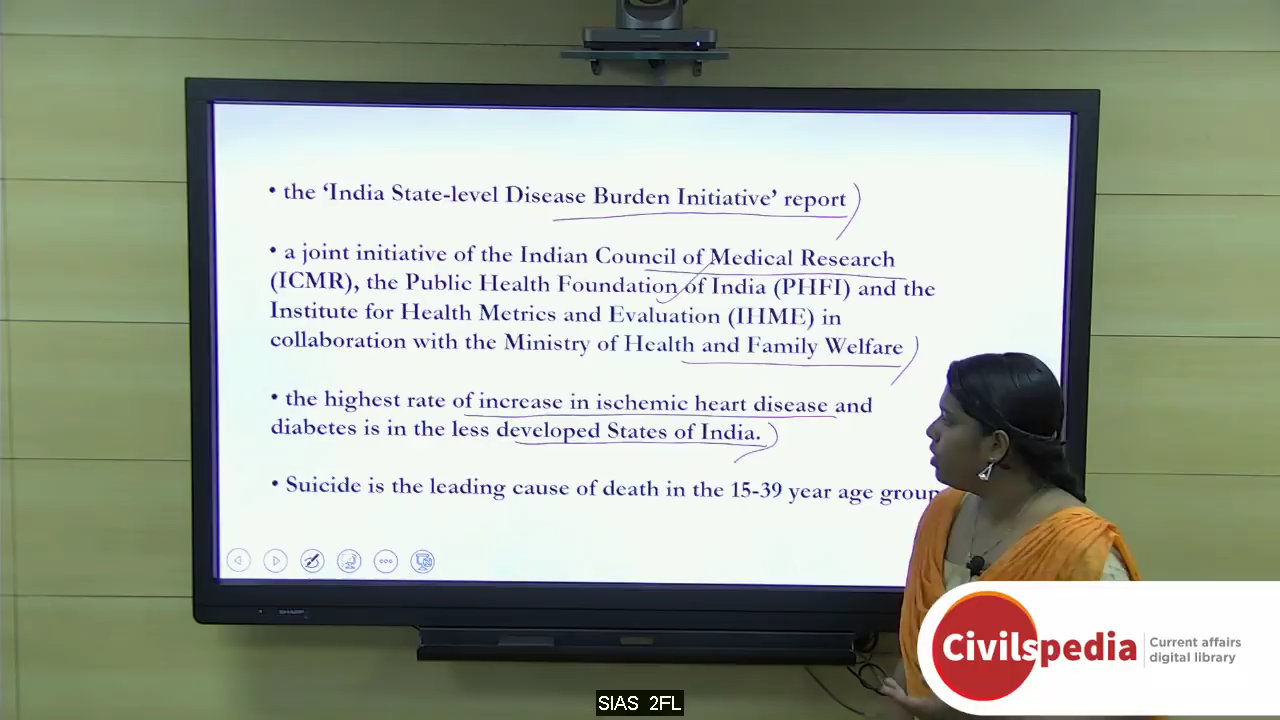 • the ‘India State-level Disease Burden Initiative’ report
• a joint initiative of the Indian Council of Medical Research
(ICMR), the Public Health Foundation of India (PHFI) and the
Institute for Health Metrics and Evaluation (IHME) in
collaboration with the Ministry of Health and Family Welfare
• the highest rate of increase in ischemic heart disease and
diabetes is in the less developed States of India.
• Suicide is the leading cause of death in the 15-39 year age group
SHARP
Civilspedia
Current affairs
digital library
SIAS 2FL